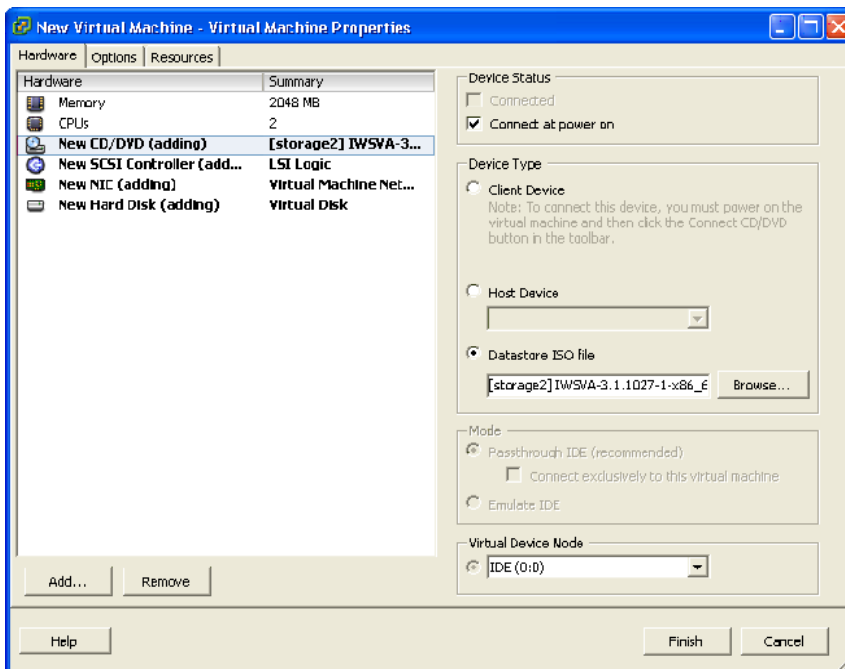 New Virtual Machine - Virtual Machine Properties
Hardware Options Resources
Hardware Summary
Memory 2048 MB
CPUs 2
New CD/DVD (adding) [storage2] IWSVA-3...
New SCSI Controller (add... LSI Logic
New NIC (adding) Virtual Machine Net...
New Hard Disk (adding) Virtual Disk
Add... Remove
Device Status
Connected
Connect at power on
Device Type
Client Device
Note: To connect this device, you must power on the
virtual machine and then click the Connect CD/DVD
button in the toolbar.
Host Device
Datastore ISO file
[storage2] IWSVA-3.1.1027-1-x86_6 Browse...
Mode
Passthrough IDE (recommended)
Connect exclusively to this virtual machine
Emulate IDE
Virtual Device Node
IDE (0:0)
Help Finish Cancel